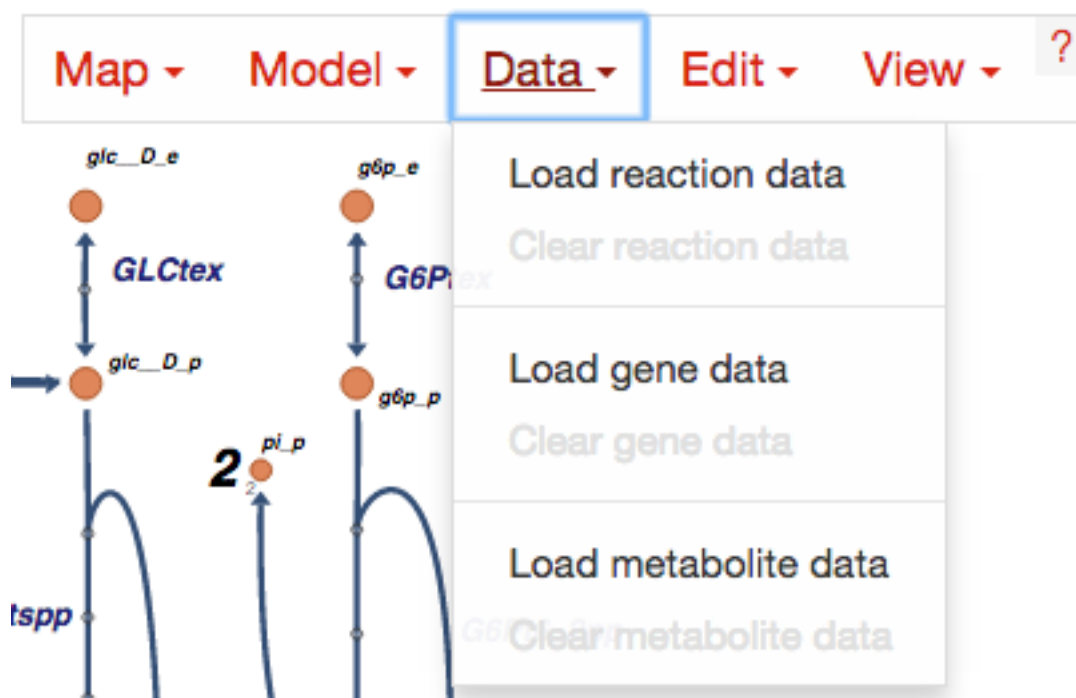 Map Model Data Edit View ?
glc__D_e
g6p_e
GLCtex
glc__D_p
g6p_p
2
pi_p
2
tspp
Load reaction data
Clear reaction data
Load gene data
Clear gene data
Load metabolite data
Clear metabolite data